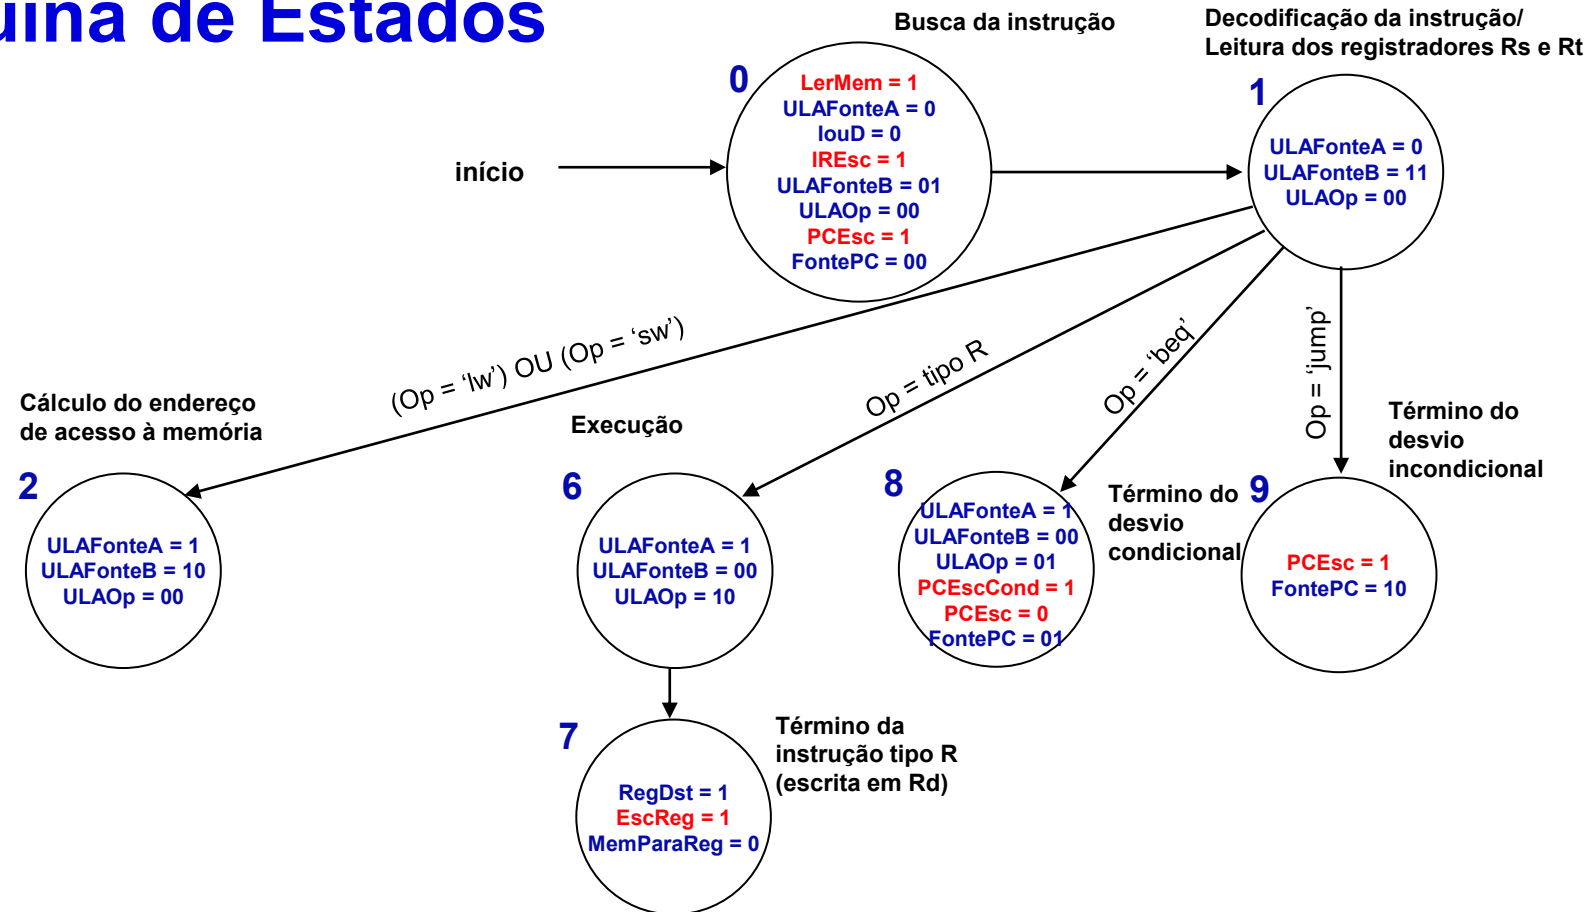 uina de Estados
Busca da instrução
Decodificação da instrução/
Leitura dos registradores Rs e Rt
0
LerMem = 1
ULAFonteA = 0
IouD = 0
IREsc = 1
ULAFonteB = 01
ULAOp = 00
PCEsc = 1
FontePC = 00
1
ULAFonteA = 0
ULAFonteB = 11
ULAOp = 00
início
(Op = ‘lw’) OU (Op = ‘sw’)
Op = tipo R
Op = ‘beq’
Op = ‘jump’
Cálculo do endereço
de acesso à memória
2
ULAFonteA = 1
ULAFonteB = 10
ULAOp = 00
Execução
6
ULAFonteA = 1
ULAFonteB = 00
ULAOp = 10
8
ULAFonteA = 1
ULAFonteB = 00
ULAOp = 01
PCEscCond = 1
PCEsc = 0
FontePC = 01
Término do
desvio
condicional
Término do
desvio
incondicional
9
PCEsc = 1
FontePC = 10
7
RegDst = 1
EscReg = 1
MemParaReg = 0
Término da
instrução tipo R
(escrita em Rd)